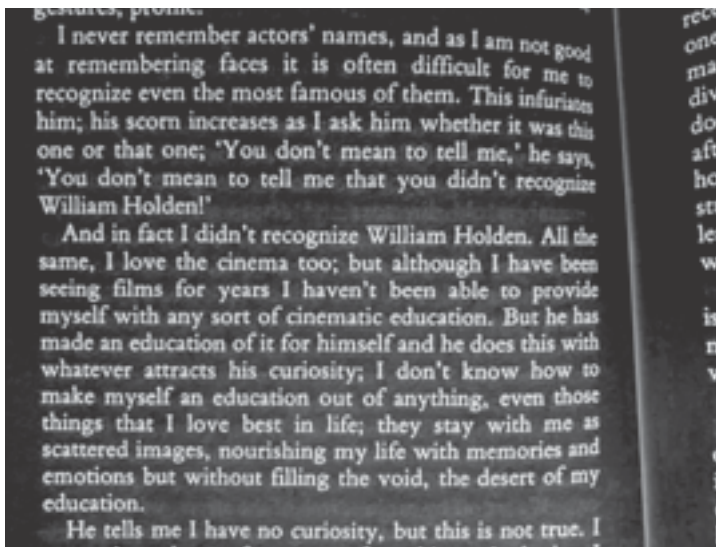 gestures, profile.
I never remember actors' names, and as I am not good
at remembering faces it is often difficult for me to
recognize even the most famous of them. This infuriates
him; his scorn increases as I ask him whether it was this
one or that one; 'You don't mean to tell me,' he says,
'You don't mean to tell me that you didn't recognize
William Holden!'
And in fact I didn't recognize William Holden. All the
same, I love the cinema too; but although I have been
seeing films for years I haven't been able to provide
myself with any sort of cinematic education. But he has
made an education of it for himself and he does this with
whatever attracts his curiosity; I don't know how to
make myself an education out of anything, even those
things that I love best in life; they stay with me as
scattered images, nourishing my life with memories and
emotions but without filling the void, the desert of my
education.
He tells me I have no curiosity, but this is not true. I